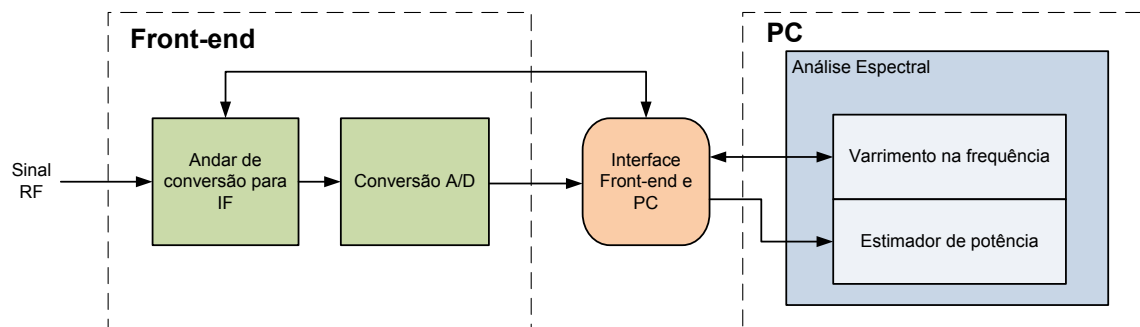 Front-end
PC
Análise Espectral
Sinal
RF
Andar de
conversão para
IF
Conversão A/D
Interface
Front-end e
PC
Varrimento na frequência
Estimador de potência